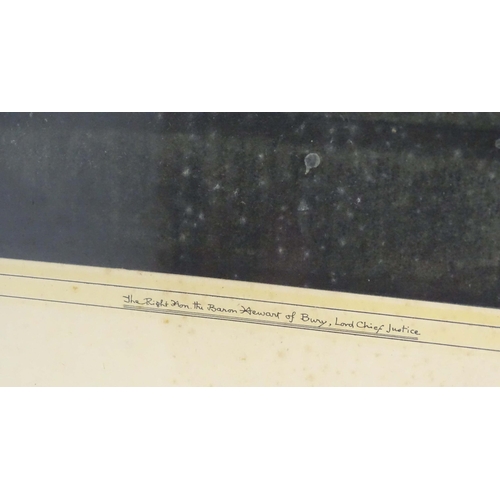 The Right Hon. the Baron Hewart of Bury, Lord Chief Justice